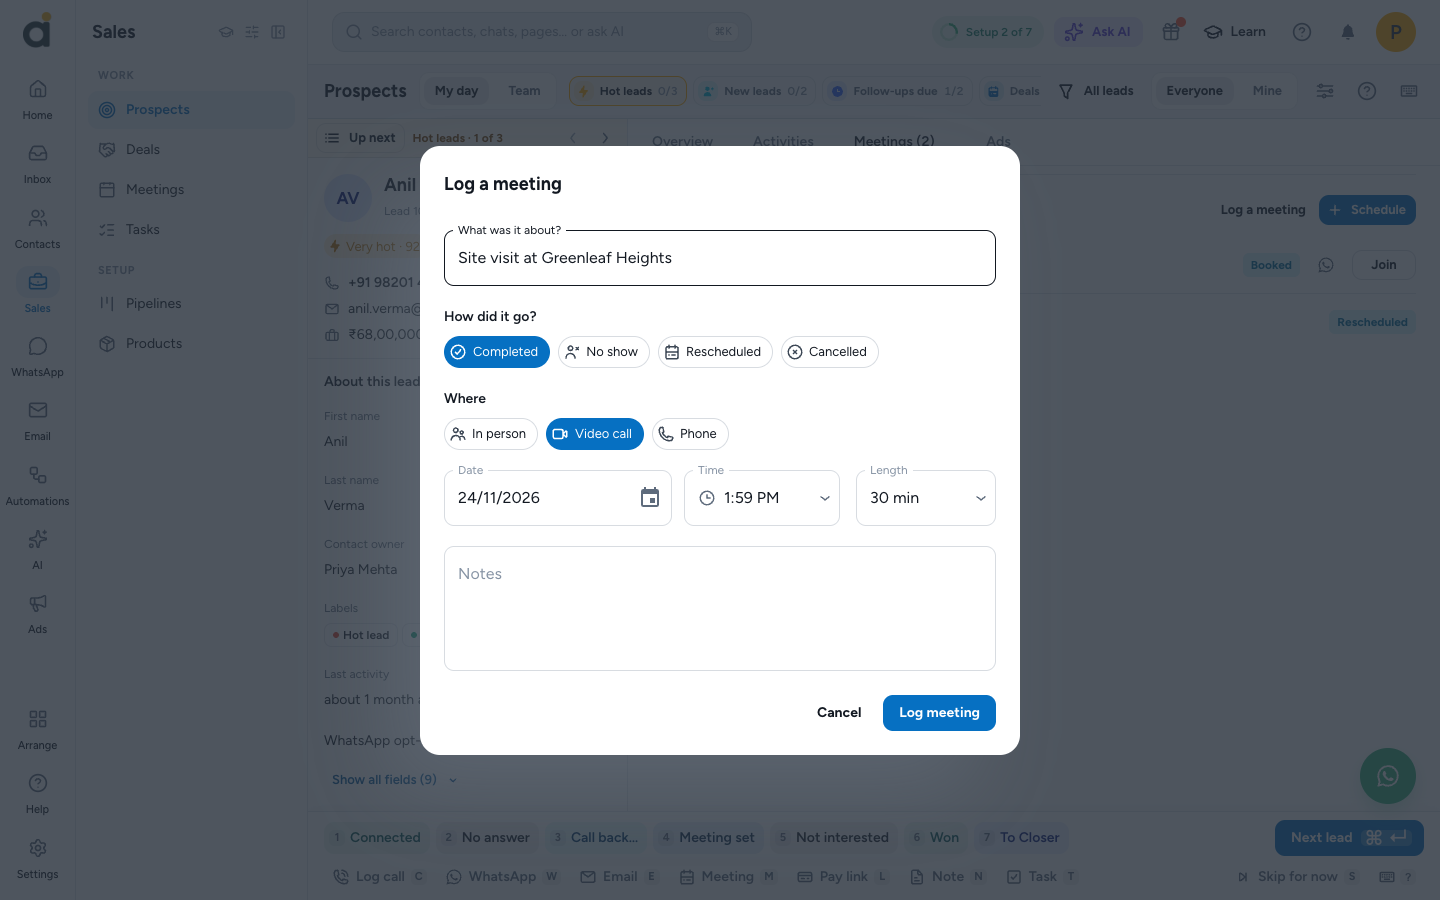 Sales
Search contacts, chats, pages... or ask AI
⌘K
Setup 2 of 7
Ask AI
Learn
P
Home
Inbox
Contacts
Sales
WhatsApp
Email
Automations
AI
Ads
Arrange
Help
Settings
WORK
Prospects
Deals
Meetings
Tasks
SETUP
Pipelines
Products
Prospects
My day
Team
Hot leads 0/3
New leads 0/2
Follow-ups due 1/2
Deals
All leads
Everyone
Mine
Up next
Hot leads · 1 of 3
Overview
Activities
Meetings (2)
Ads
AV
Anil
Very hot · 92
+91 98201
anil.verma@
₹68,00,000
About this lead
First name
Anil
Last name
Verma
Contact owner
Priya Mehta
Labels
Hot lead
Last activity
about 1 month
WhatsApp opt-
Show all fields (9)
Log a meeting
+ Schedule
Booked
Join
Rescheduled
Log a meeting
What was it about?
Site visit at Greenleaf Heights
How did it go?
Completed
No show
Rescheduled
Cancelled
Where
In person
Video call
Phone
Date
24/11/2026
Time
1:59 PM
Length
30 min
Notes
Cancel
Log meeting
1 Connected
2 No answer
3 Call back...
4 Meeting set
5 Not interested
6 Won
7 To Closer
Next lead ⌘
Log call C
WhatsApp W
Email E
Meeting M
Pay link L
Note N
Task T
Skip for now S
?